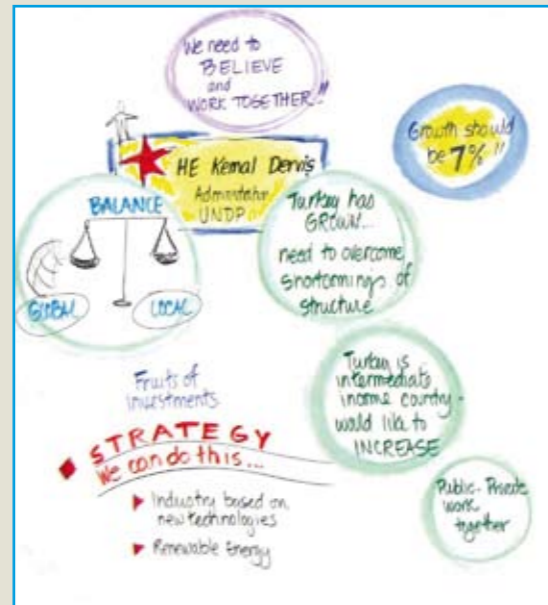 We need to
BELIEVE
and
WORK TOGETHER!!
HE Kemal Derviş
Administrator
UNDP
Growth should
be 7%!!
BALANCE
GLOBAL
LOCAL
Turkey has
GROWN...
need to overcome
shortcomings of
structure
Turkey is
intermediate
income country -
would like to
INCREASE
Fruits of
investments
STRATEGY
We can do this...
Industry based on
new technologies
Renewable Energy
Public-Private
work
together